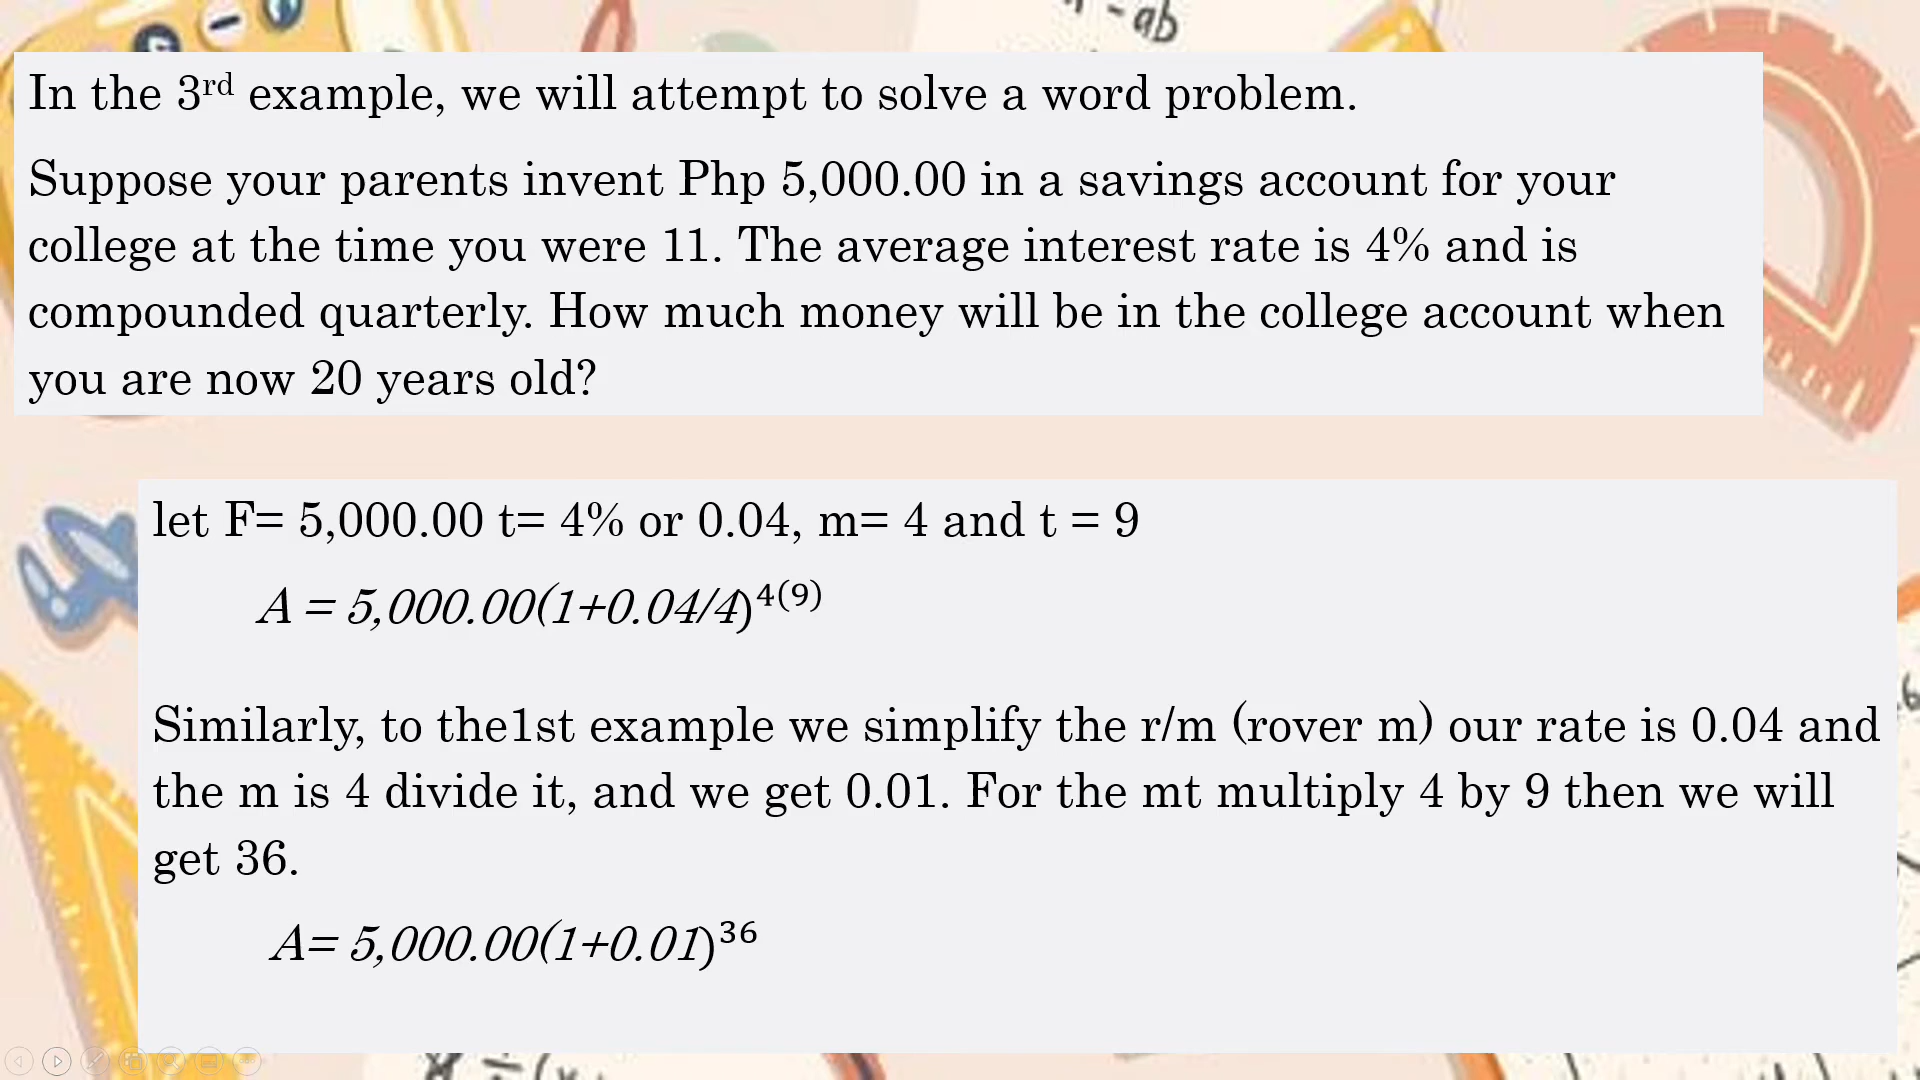 - ab
In the 3rd example, we will attempt to solve a word problem.
Suppose your parents invent Php 5,000.00 in a savings account for your
college at the time you were 11. The average interest rate is 4% and is
compounded quarterly. How much money will be in the college account when
you are now 20 years old?
let F= 5,000.00 t= 4% or 0.04, m= 4 and t = 9
A = 5,000.00(1+0.04/4)^4(9)
Similarly, to the1st example we simplify the r/m (rover m) our rate is 0.04 and
the m is 4 divide it, and we get 0.01. For the mt multiply 4 by 9 then we will
get 36.
A= 5,000.00(1+0.01)^36